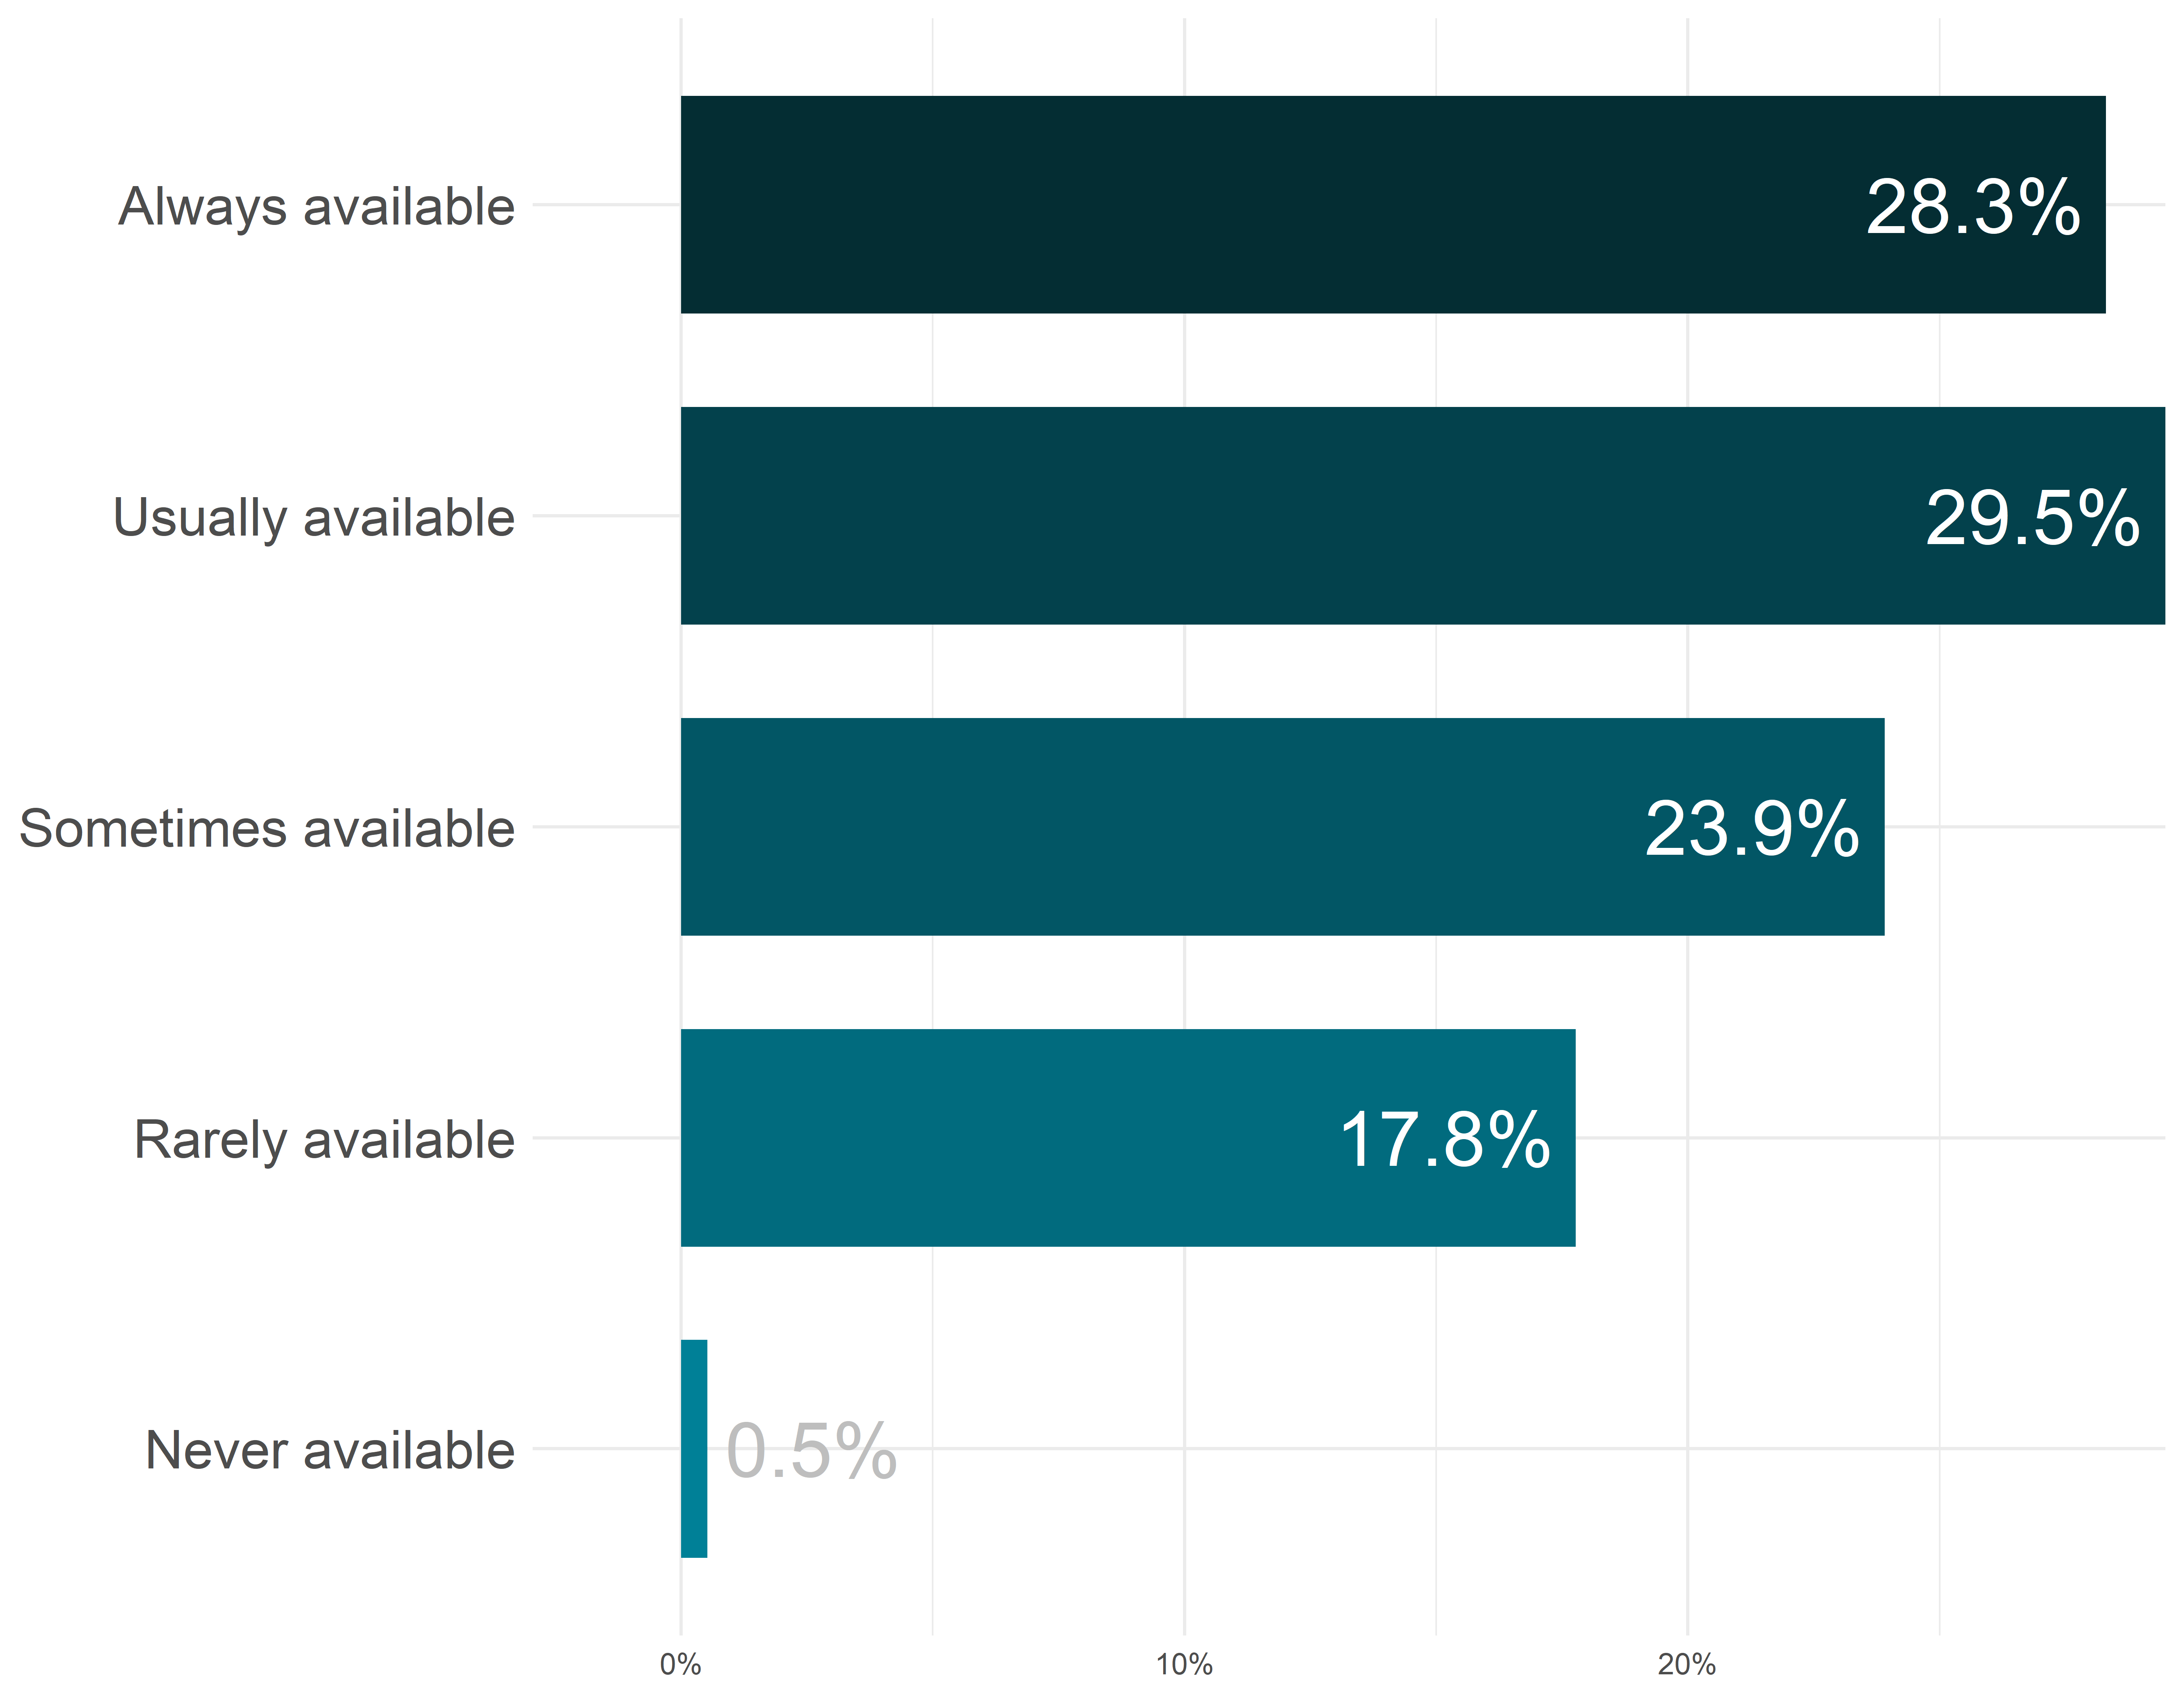 Always available 28.3%
Usually available 29.5%
Sometimes available 23.9%
Rarely available 17.8%
Never available 0.5%
0% 10% 20%